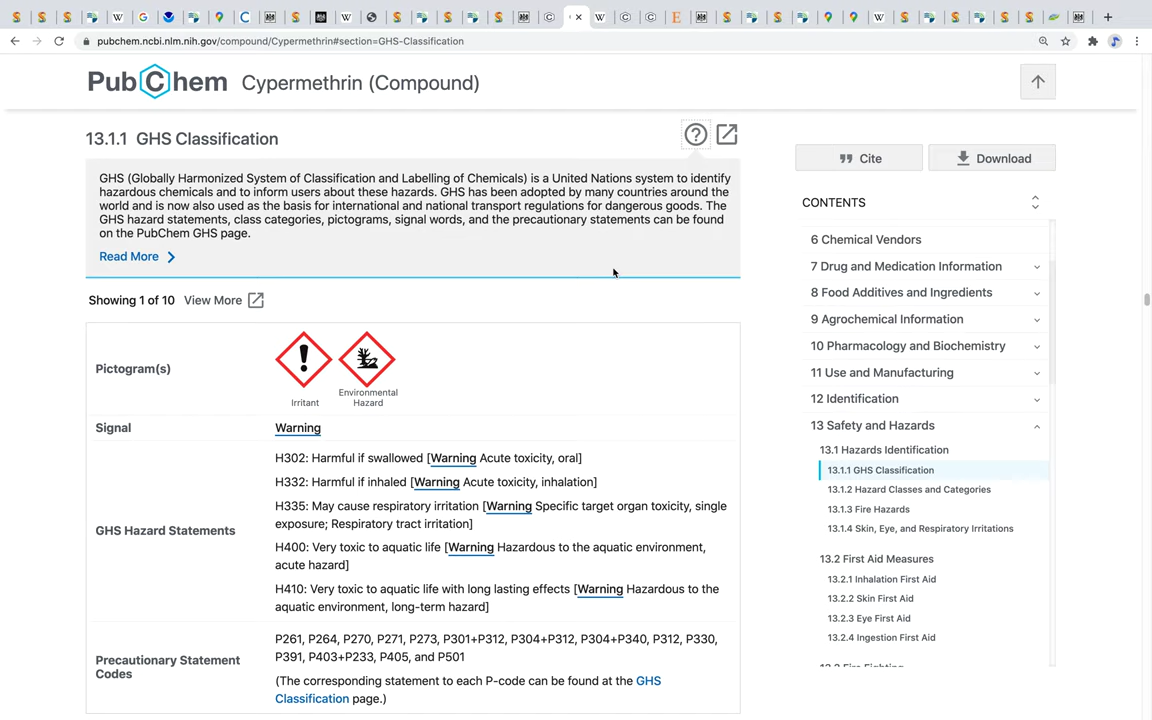 pubchem.ncbi.nlm.nih.gov/compound/Cypermethrin#section=GHS-Classification
PubChem Cypermethrin (Compound)
13.1.1 GHS Classification
GHS (Globally Harmonized System of Classification and Labelling of Chemicals) is a United Nations system to identify
hazardous chemicals and to inform users about these hazards. GHS has been adopted by many countries around the
world and is now also used as the basis for international and national transport regulations for dangerous goods. The
GHS hazard statements, class categories, pictograms, signal words, and the precautionary statements can be found
on the PubChem GHS page.
Read More
Showing 1 of 10 View More
Pictogram(s)
Irritant
Environmental
Hazard
Signal
Warning
GHS Hazard Statements
H302: Harmful if swallowed [Warning Acute toxicity, oral]
H332: Harmful if inhaled [Warning Acute toxicity, inhalation]
H335: May cause respiratory irritation [Warning Specific target organ toxicity, single
exposure; Respiratory tract irritation]
H400: Very toxic to aquatic life [Warning Hazardous to the aquatic environment,
acute hazard]
H410: Very toxic to aquatic life with long lasting effects [Warning Hazardous to the
aquatic environment, long-term hazard]
Precautionary Statement
Codes
P261, P264, P270, P271, P273, P301+P312, P304+P312, P304+P340, P312, P330,
P391, P403+P233, P405, and P501
(The corresponding statement to each P-code can be found at the GHS
Classification page.)
Cite
Download
CONTENTS
6 Chemical Vendors
7 Drug and Medication Information
8 Food Additives and Ingredients
9 Agrochemical Information
10 Pharmacology and Biochemistry
11 Use and Manufacturing
12 Identification
13 Safety and Hazards
13.1 Hazards Identification
13.1.1 GHS Classification
13.1.2 Hazard Classes and Categories
13.1.3 Fire Hazards
13.1.4 Skin, Eye, and Respiratory Irritations
13.2 First Aid Measures
13.2.1 Inhalation First Aid
13.2.2 Skin First Aid
13.2.3 Eye First Aid
13.2.4 Ingestion First Aid
13.3 Fire Fighting